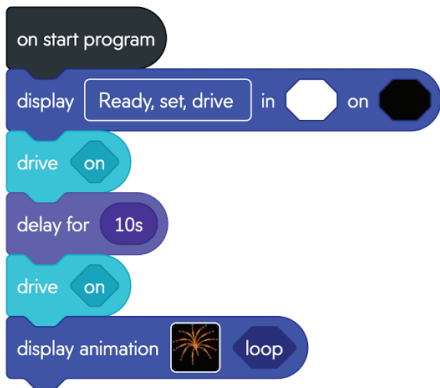 on start program
display Ready, set, drive in on
drive on
delay for 10s
drive on
display animation loop